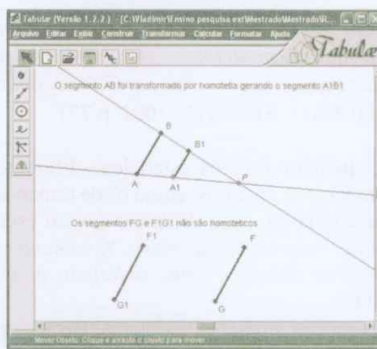 Tabulæ (Versão 1.2.2
Arquivo Editar Exibir Construir Transformar Calcular Formatar Ajuda
Tabulæ
O segmento AB foi transformado por homotetia gerando o segmento A1B1.
B
B1
A
A1
P
Os segmentos FG e F1G1 não são homotéticos
F1
F
G1
G
Mover Objeto: Clique e arraste o objeto para mover